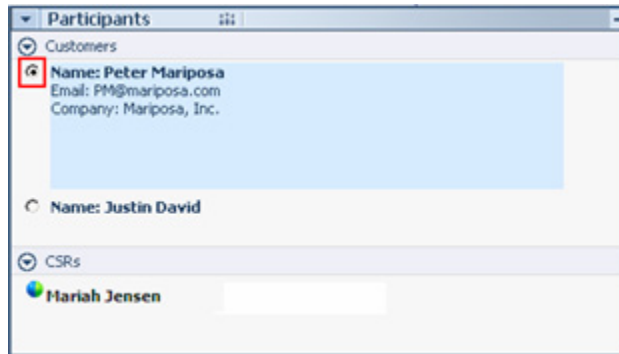 Participants
Customers
Name: Peter Mariposa
Email: PM@mariposa.com
Company: Mariposa, Inc.
Name: Justin David
CSRs
Mariah Jensen